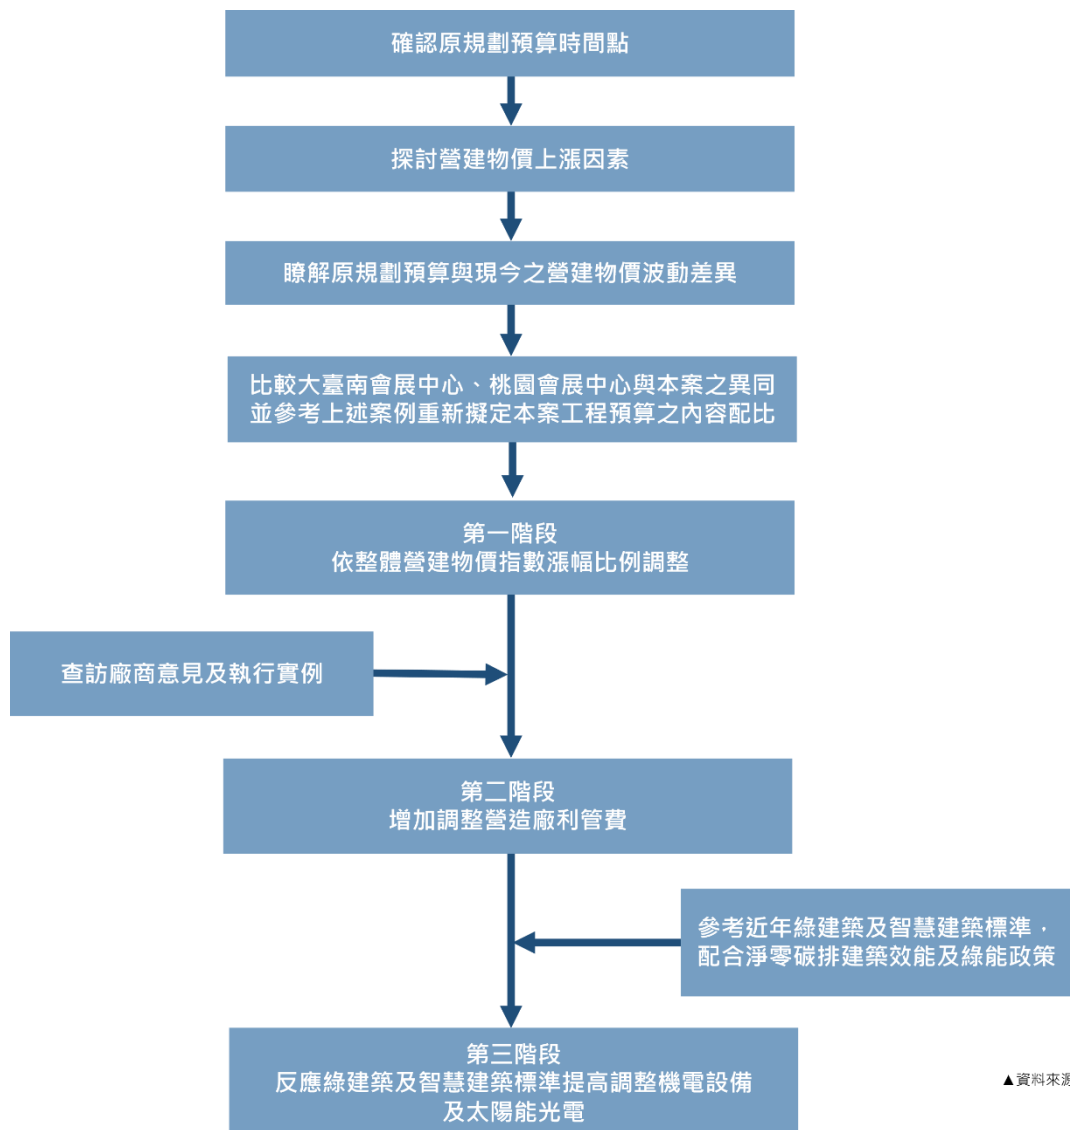 確認原規劃預算時間點
探討營建物價上漲因素
瞭解原規劃預算與現今之營建物價波動差異
比較大臺南會展中心、桃園會展中心與本案之異同
並參考上述案例重新擬定本案工程預算之內容配比
第一階段
依整體營建物價指數漲幅比例調整
查訪廠商意見及執行實例
第二階段
增加調整營造廠利管費
參考近年綠建築及智慧建築標準，
配合淨零碳排建築效能及綠能政策
第三階段
反應綠建築及智慧建築標準提高調整機電設備
及太陽能光電
▲資料來源